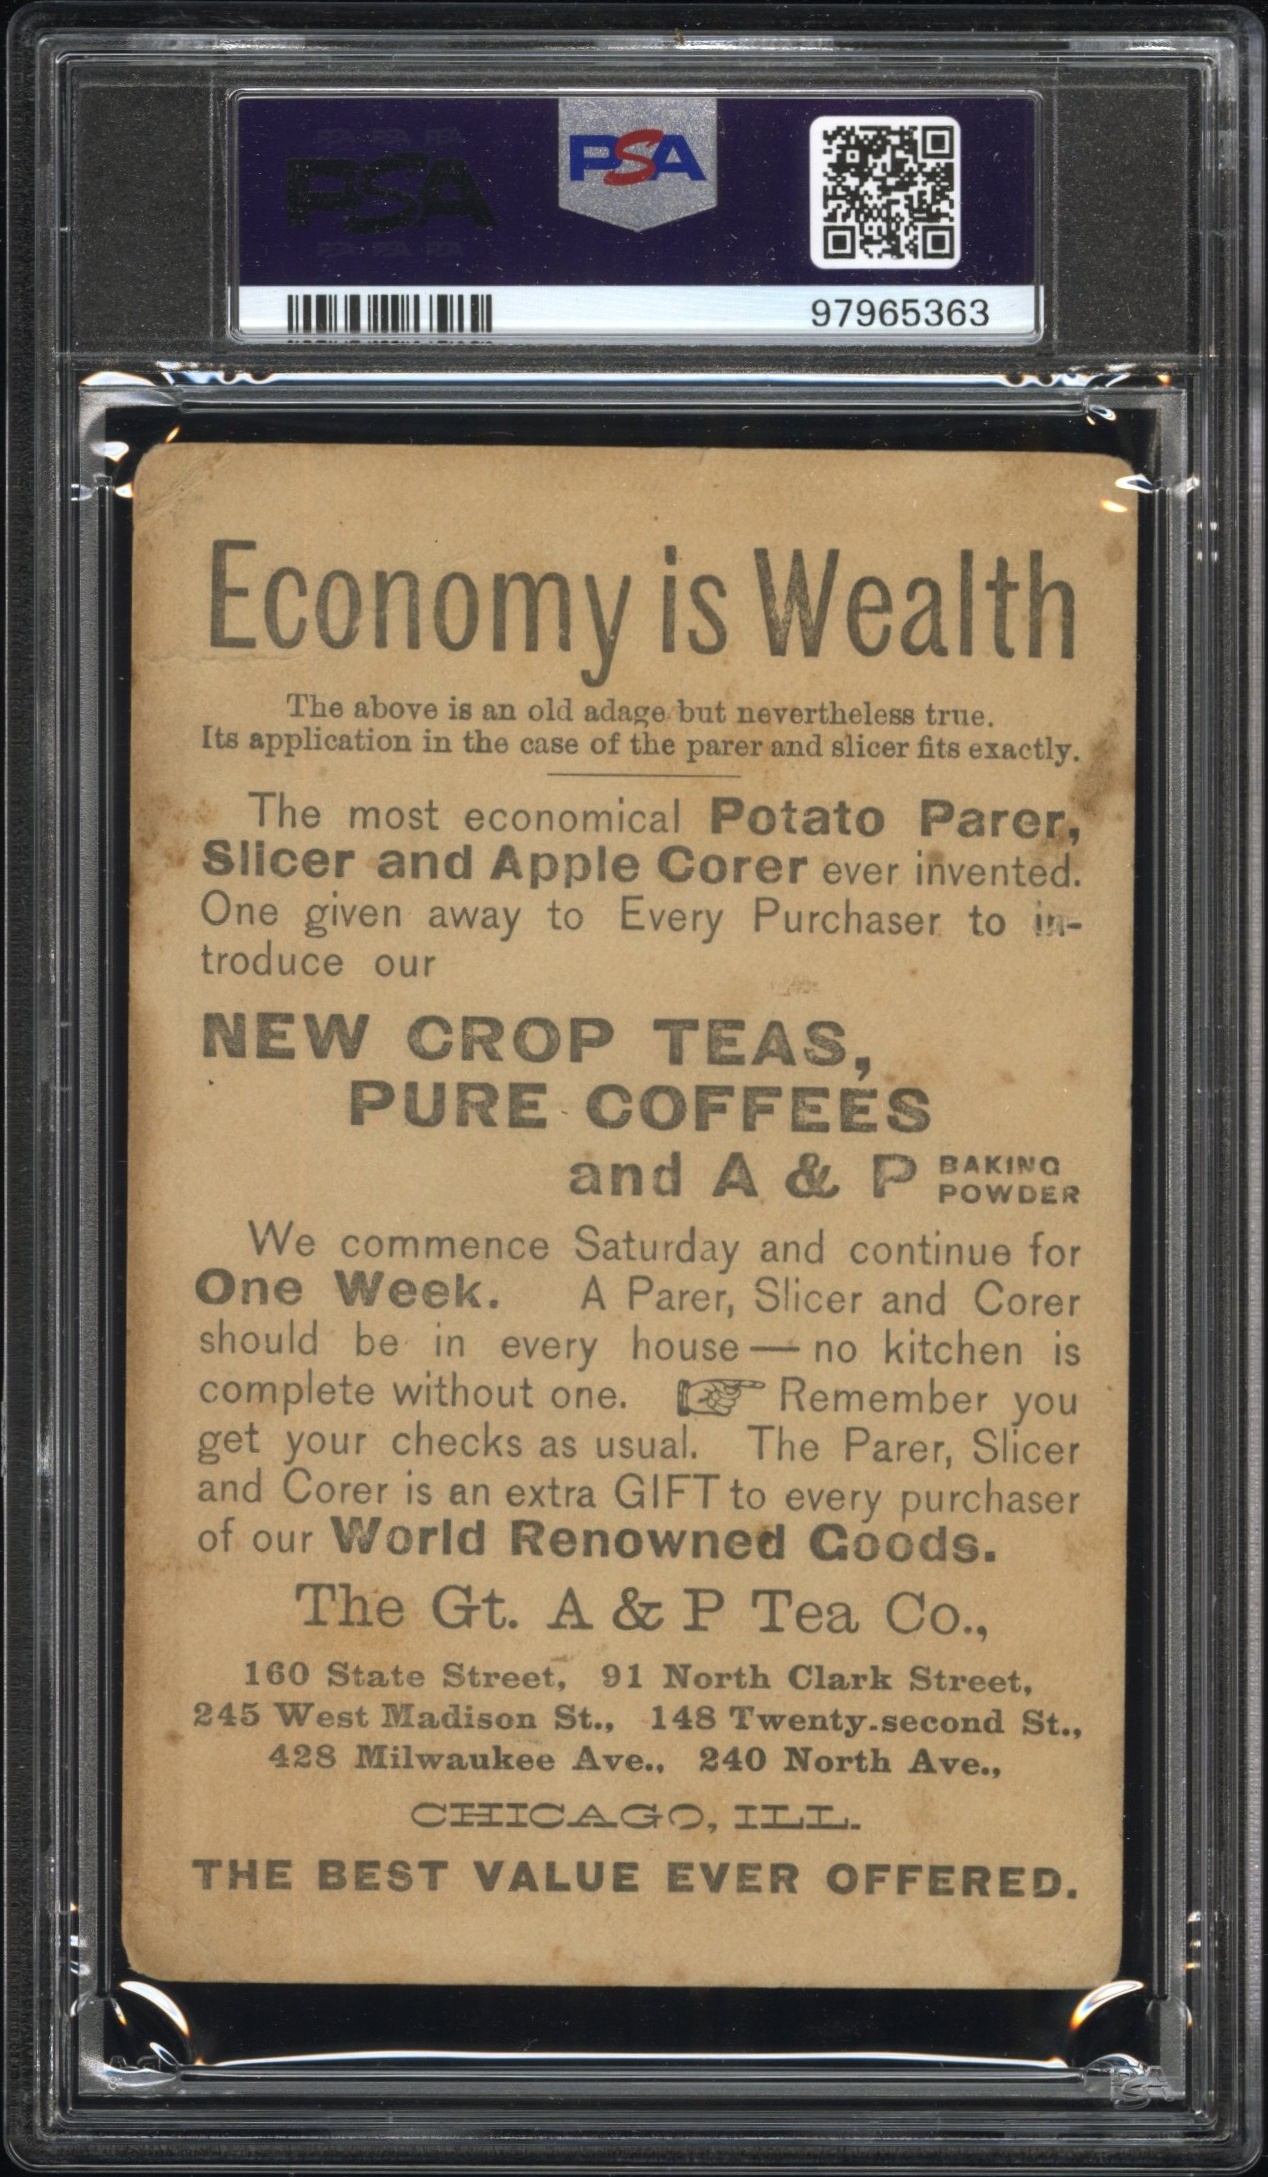 PSA
PSA
97965363
Economy is Wealth
The above is an old adage but nevertheless true.
Its application in the case of the parer and slicer fits exactly.
The most economical Potato Parer,
Slicer and Apple Corer ever invented.
One given away to Every Purchaser to in-
troduce our
NEW CROP TEAS,
PURE COFFEES
and A & P BAKING POWDER
We commence Saturday and continue for
One Week. A Parer, Slicer and Corer
should be in every house — no kitchen is
complete without one. ☞ Remember you
get your checks as usual. The Parer, Slicer
and Corer is an extra GIFT to every purchaser
of our World Renowned Goods.
The Gt. A & P Tea Co.,
160 State Street, 91 North Clark Street,
245 West Madison St., 148 Twenty-second St.,
428 Milwaukee Ave., 240 North Ave.,
CHICAGO, ILL.
THE BEST VALUE EVER OFFERED.
PSA